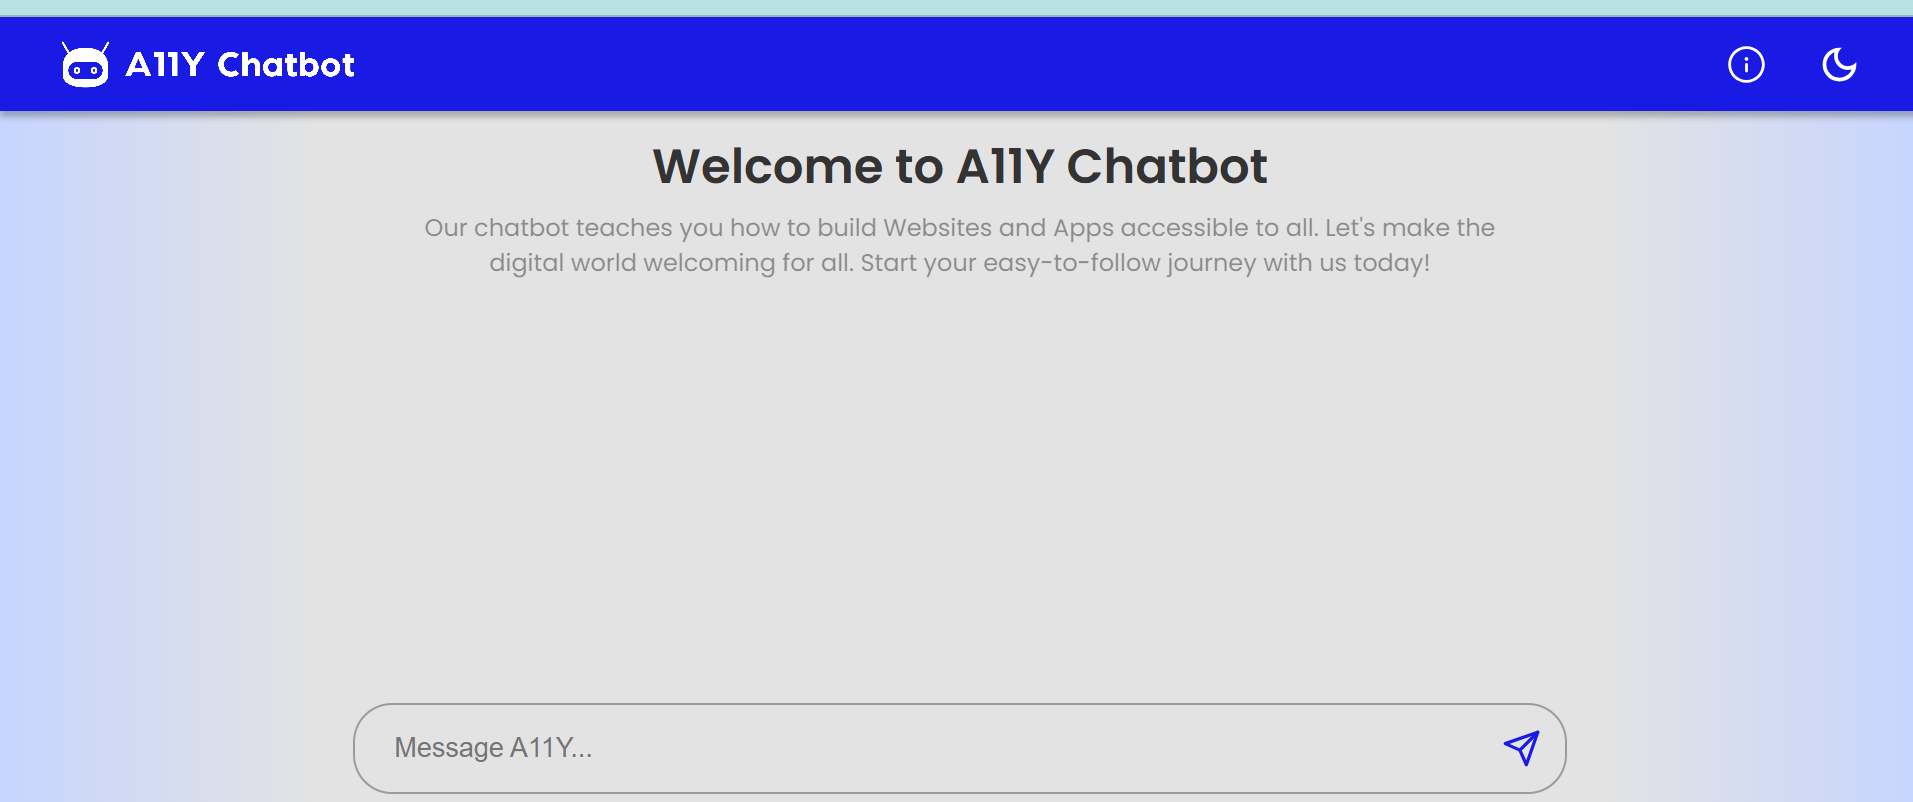 A11Y Chatbot
Welcome to A11Y Chatbot
Our chatbot teaches you how to build Websites and Apps accessible to all. Let's make the
digital world welcoming for all. Start your easy-to-follow journey with us today!
Message A11Y...